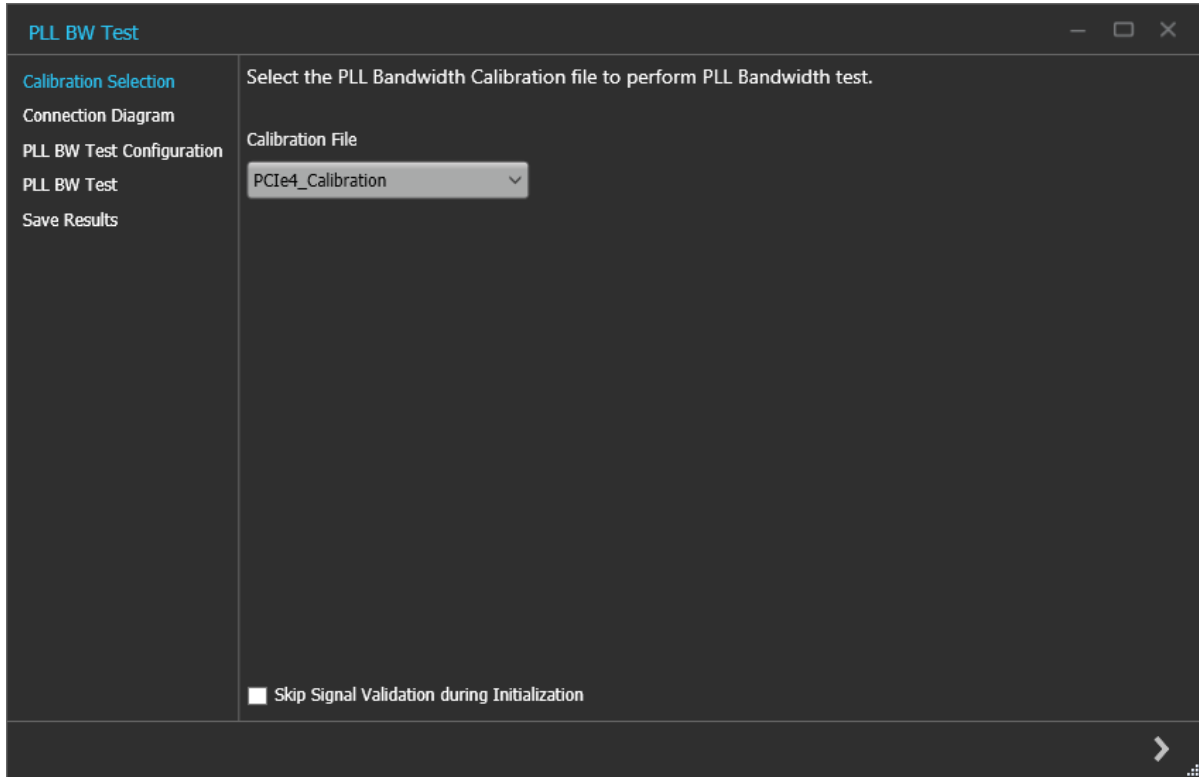 PLL BW Test
Calibration Selection
Connection Diagram
PLL BW Test Configuration
PLL BW Test
Save Results
Select the PLL Bandwidth Calibration file to perform PLL Bandwidth test.
Calibration File
PCIe4_Calibration
Skip Signal Validation during Initialization